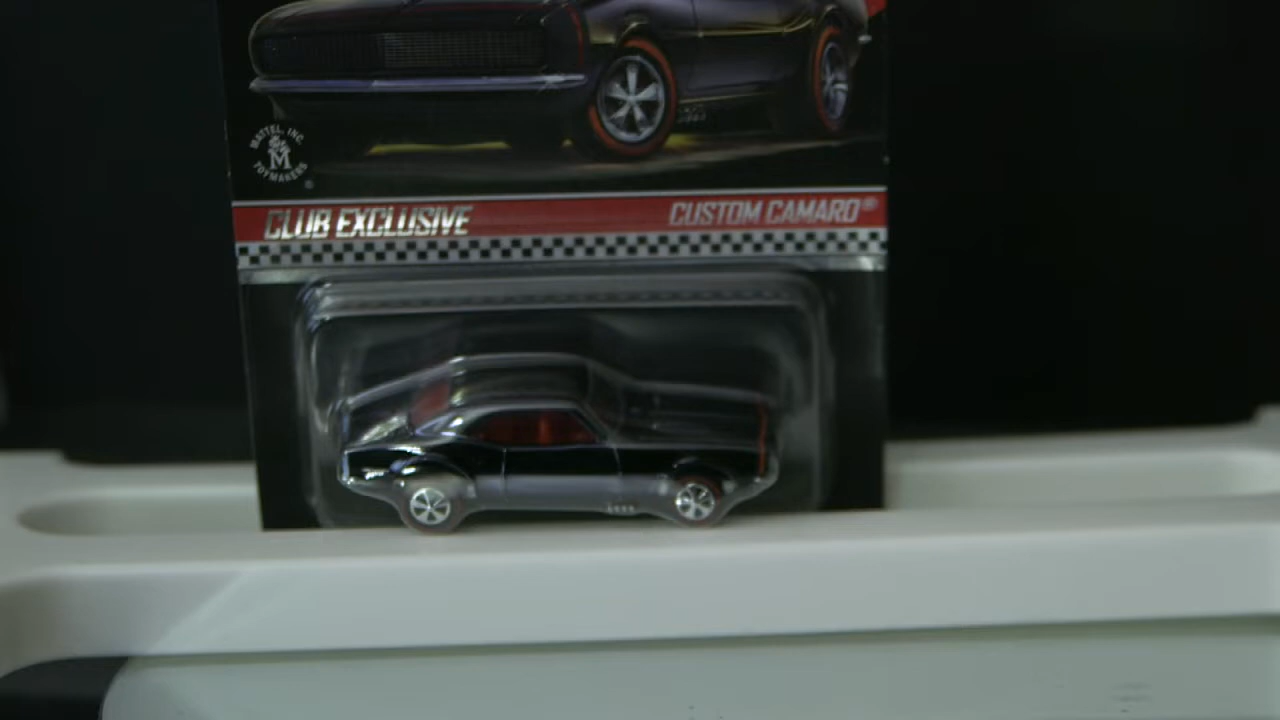 MATTEL, INC.
M
TOYMAKERS
CLUB EXCLUSIVE
CUSTOM CAMARO